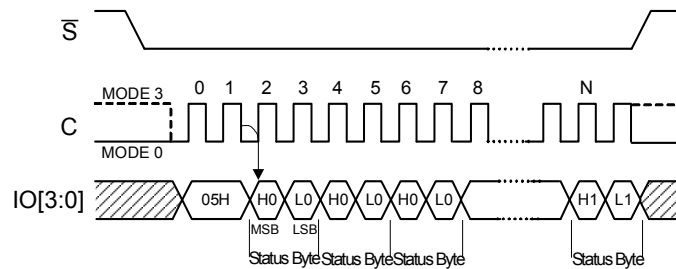 S
MODE 3
0 1 2 3 4 5 6 7 8 N
C
MODE 0
IO[3:0]
05H H0 L0 H0 L0 H0 L0 H1 L1
MSB LSB
Status Byte Status Byte Status Byte Status Byte